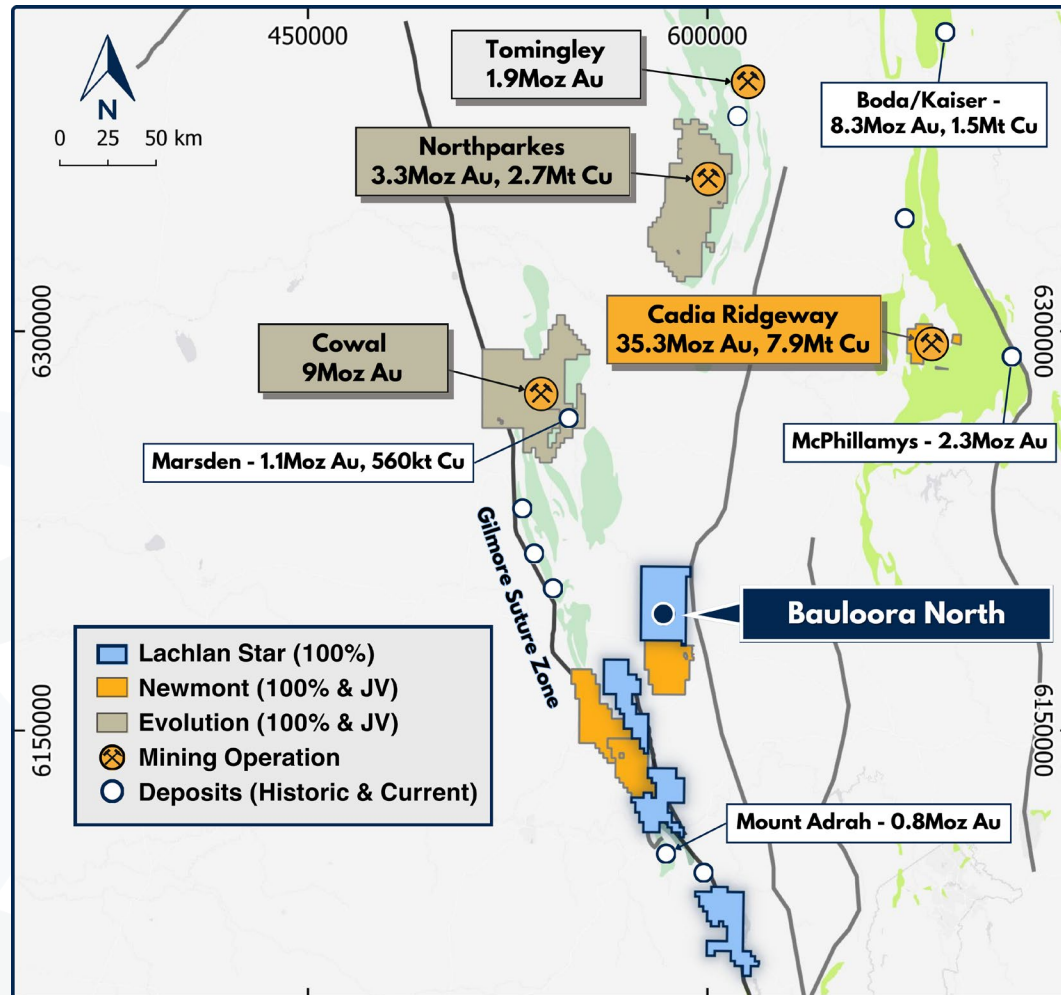 450000
600000
N
0 25 50 km
Tomingley
1.9Moz Au
Boda/Kaiser -
8.3Moz Au, 1.5Mt Cu
Northparkes
3.3Moz Au, 2.7Mt Cu
6300000
6300000
Cadia Ridgeway
35.3Moz Au, 7.9Mt Cu
Cowal
9Moz Au
McPhillamys - 2.3Moz Au
Marsden - 1.1Moz Au, 560kt Cu
Gilmore Suture Zone
Bauloora North
Lachlan Star (100%)
Newmont (100% & JV)
Evolution (100% & JV)
Mining Operation
Deposits (Historic & Current)
6150000
6150000
Mount Adrah - 0.8Moz Au